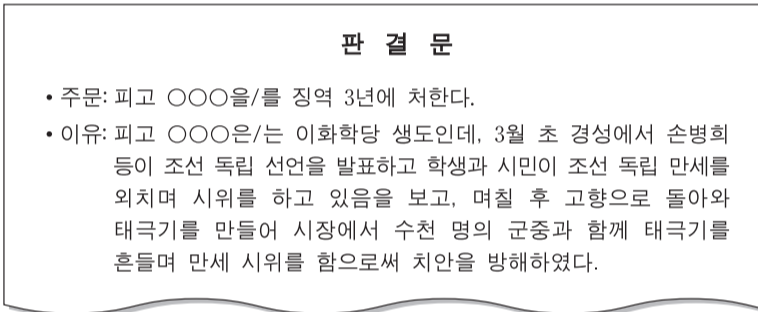 판 결 문
• 주문: 피고 ○○○을/를 징역 3년에 처한다.
• 이유: 피고 ○○○은/는 이화학당 생도인데, 3월 초 경성에서 손병희
등이 조선 독립 선언을 발표하고 학생과 시민이 조선 독립 만세를
외치며 시위를 하고 있음을 보고, 며칠 후 고향으로 돌아와
태극기를 만들어 시장에서 수천 명의 군중과 함께 태극기를
흔들며 만세 시위를 함으로써 치안을 방해하였다.